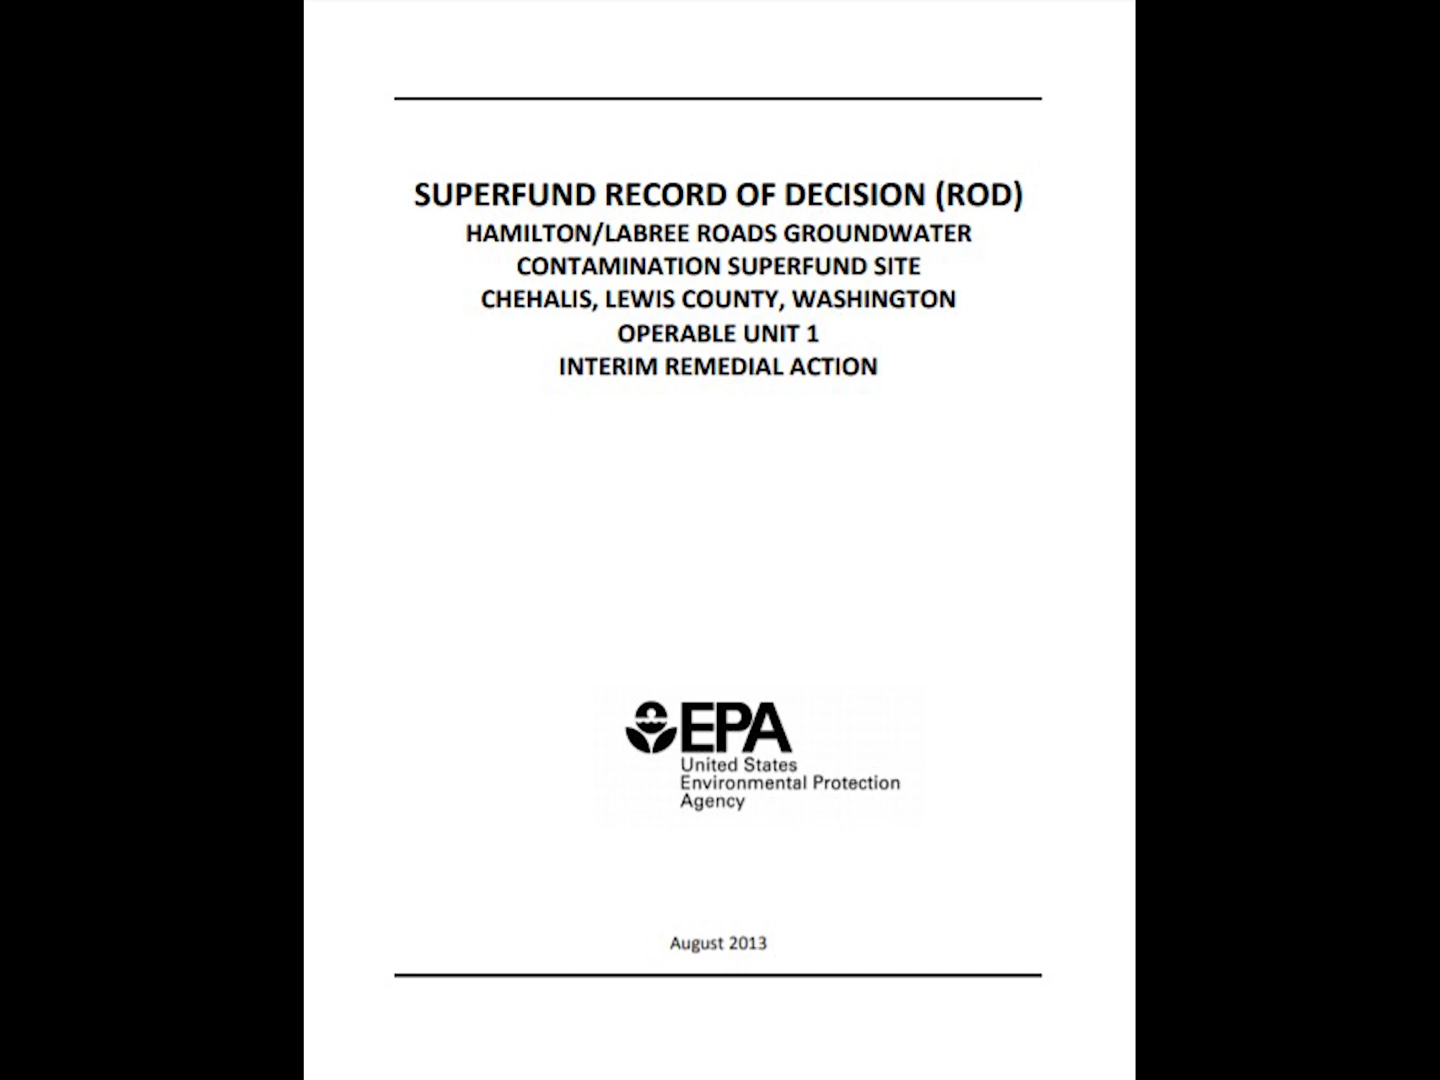 SUPERFUND RECORD OF DECISION (ROD)
HAMILTON/LABREE ROADS GROUNDWATER
CONTAMINATION SUPERFUND SITE
CHEHALIS, LEWIS COUNTY, WASHINGTON
OPERABLE UNIT 1
INTERIM REMEDIAL ACTION
EPA
United States
Environmental Protection
Agency
August 2013